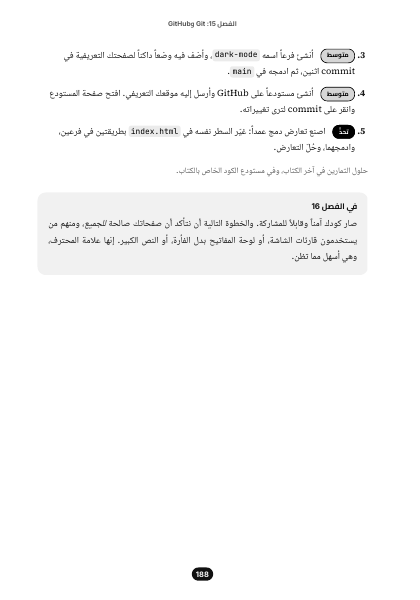 الفصل 15: Git وGitHub
3. متوسط أنشئ فرعاً اسمه dark-mode، وأضف فيه وضعاً داكناً لصفحتك التعريفية في
commit اثنين، ثم ادمجه في main.
4. متوسط أنشئ مستودعاً على GitHub وأرسل إليه موقعك التعريفي. افتح صفحة المستودع
وانقر على commit لترى تغييراته.
5. تحدٍّ اصنع تعارض دمج عمداً: غيّر السطر نفسه في index.html بطريقتين في فرعين،
وادمجهما، وحُلّ التعارض.
حلول التمارين في آخر الكتاب، وفي مستودع الكود الخاص بالكتاب.
في الفصل 16
صار كودك آمناً وقابلاً للمشاركة. والخطوة التالية أن نتأكد أن صفحاتك صالحة للجميع، ومنهم من
يستخدمون قارئات الشاشة، أو لوحة المفاتيح بدل الفأرة، أو النص الكبير. إنها علامة المحترف،
وهي أسهل مما تظن.
188